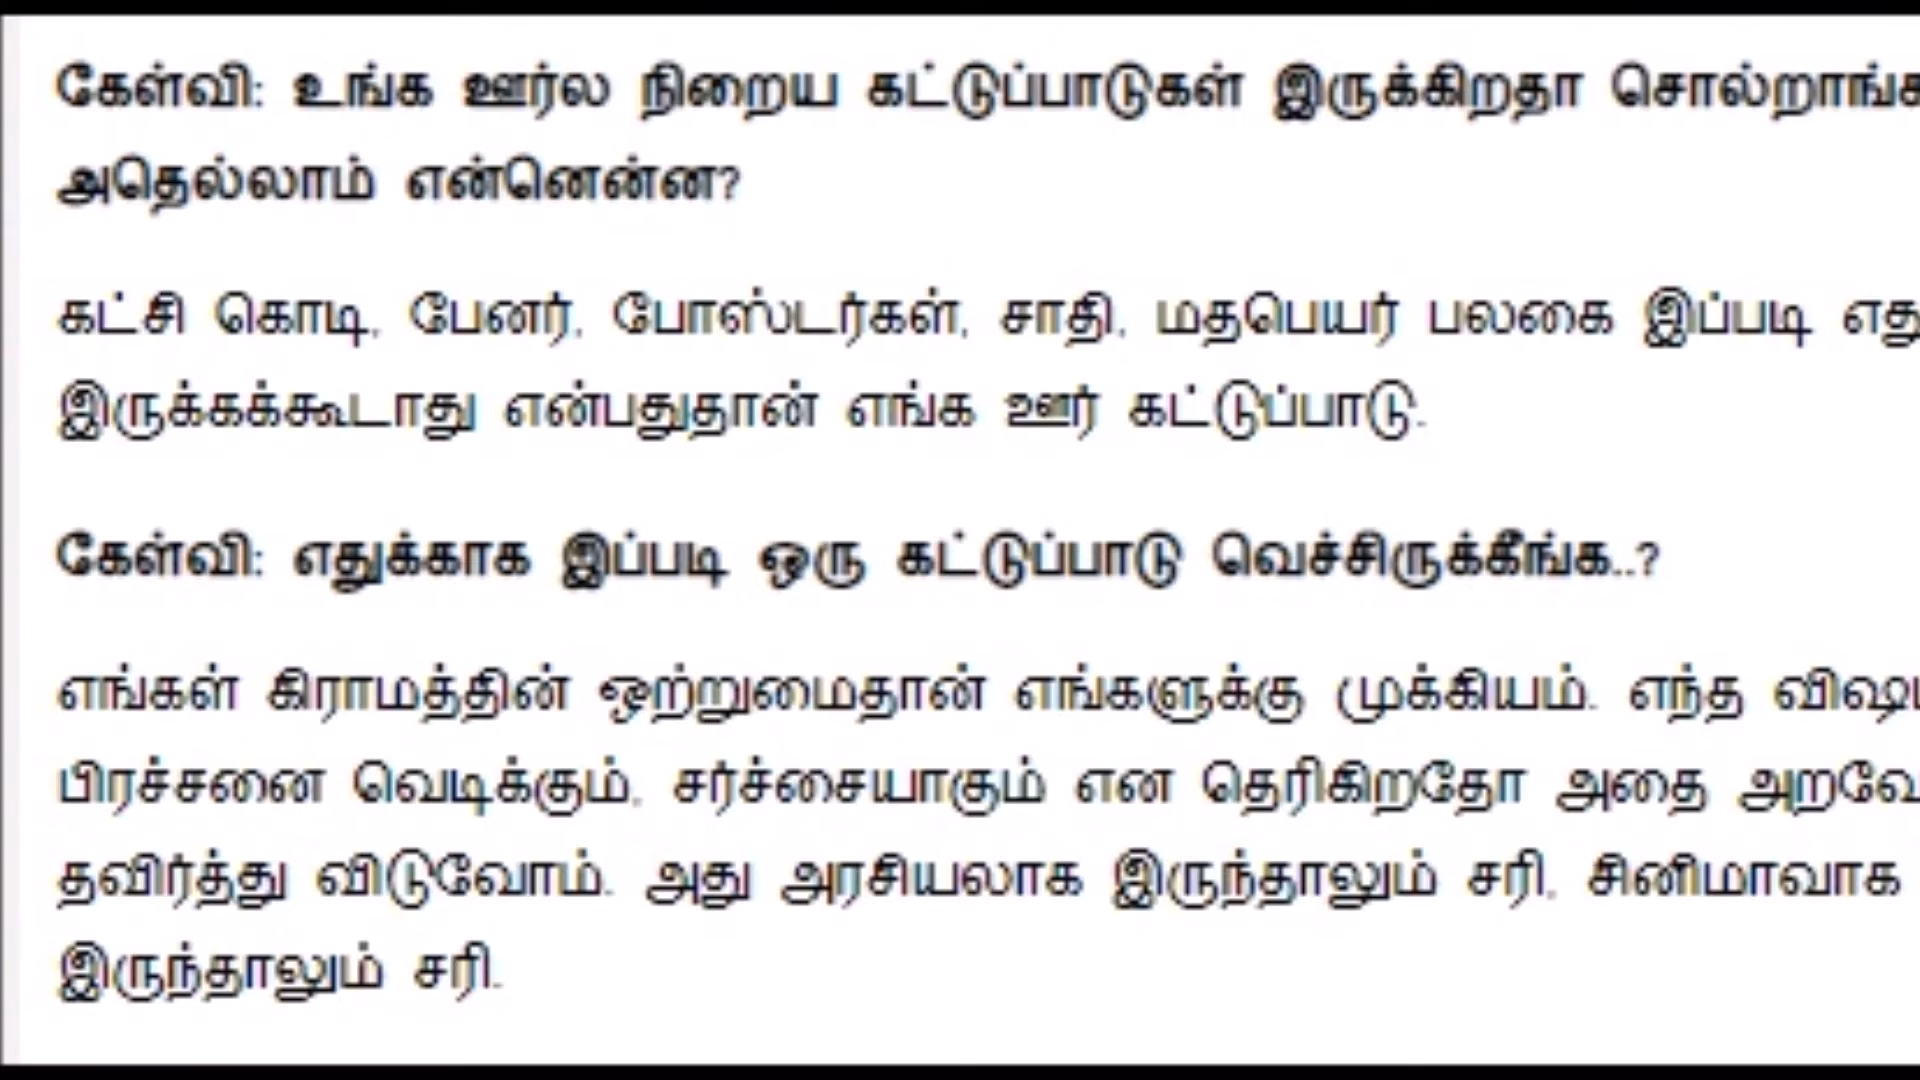 கேள்வி: உங்க ஊர்ல நிறைய கட்டுப்பாடுகள் இருக்கிறதா
அதெல்லாம் என்னென்ன?
கட்சி கொடி, பேனர், போஸ்டர்கள், சாதி, மதபெயர் பலகை இப்படி
இருக்கக்கூடாது என்பதுதான் எங்க ஊர் கட்டுப்பாடு.
கேள்வி: எதுக்காக இப்படி ஒரு கட்டுப்பாடு வெச்சிருக்கீங்க..?
எங்கள் கிராமத்தின் ஒற்றுமைதான் எங்களுக்கு முக்கியம். எந்த
பிரச்சனை வெடிக்கும், சர்ச்சையாகும் என தெரிகிறதோ அதை
தவிர்த்து விடுவோம். அது அரசியலாக இருந்தாலும் சரி, சினிமாவாக
இருந்தாலும் சரி.